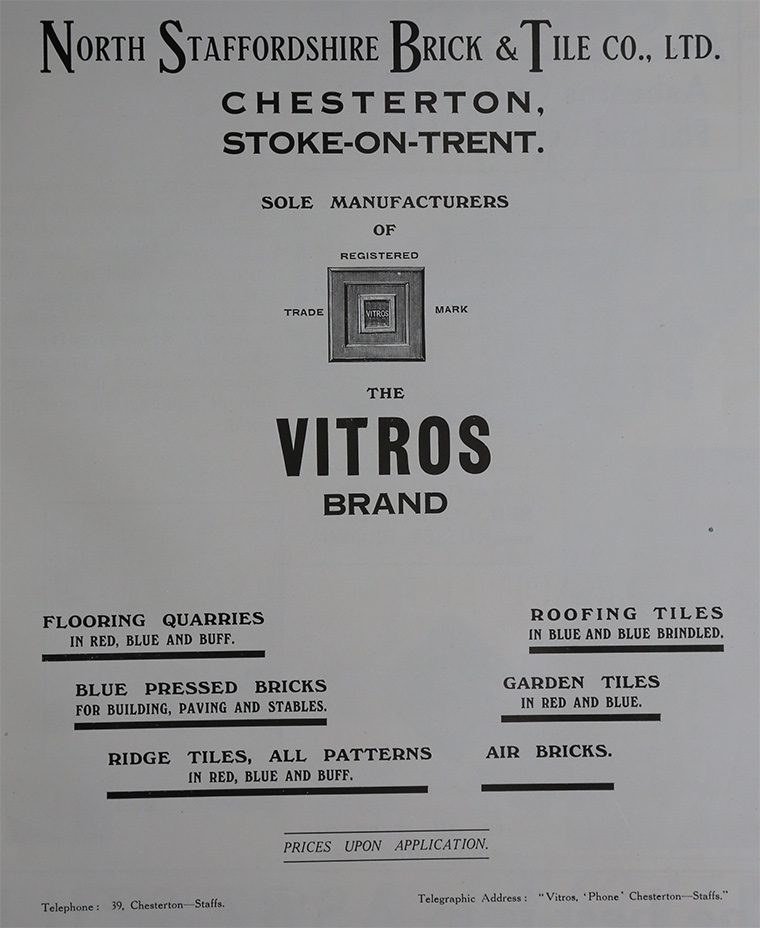 NORTH STAFFORDSHIRE BRICK & TILE CO., LTD.
CHESTERTON,
STOKE-ON-TRENT.
SOLE MANUFACTURERS
OF
REGISTERED
TRADE VITROS MARK
THE
VITROS
BRAND
FLOORING QUARRIES
IN RED, BLUE AND BUFF.
ROOFING TILES
IN BLUE AND BLUE BRINDLED.
BLUE PRESSED BRICKS
FOR BUILDING, PAVING AND STABLES.
GARDEN TILES
IN RED AND BLUE.
RIDGE TILES, ALL PATTERNS
IN RED, BLUE AND BUFF.
AIR BRICKS.
PRICES UPON APPLICATION.
Telephone: 39, Chesterton—Staffs.
Telegraphic Address: "Vitros, 'Phone' Chesterton—Staffs."